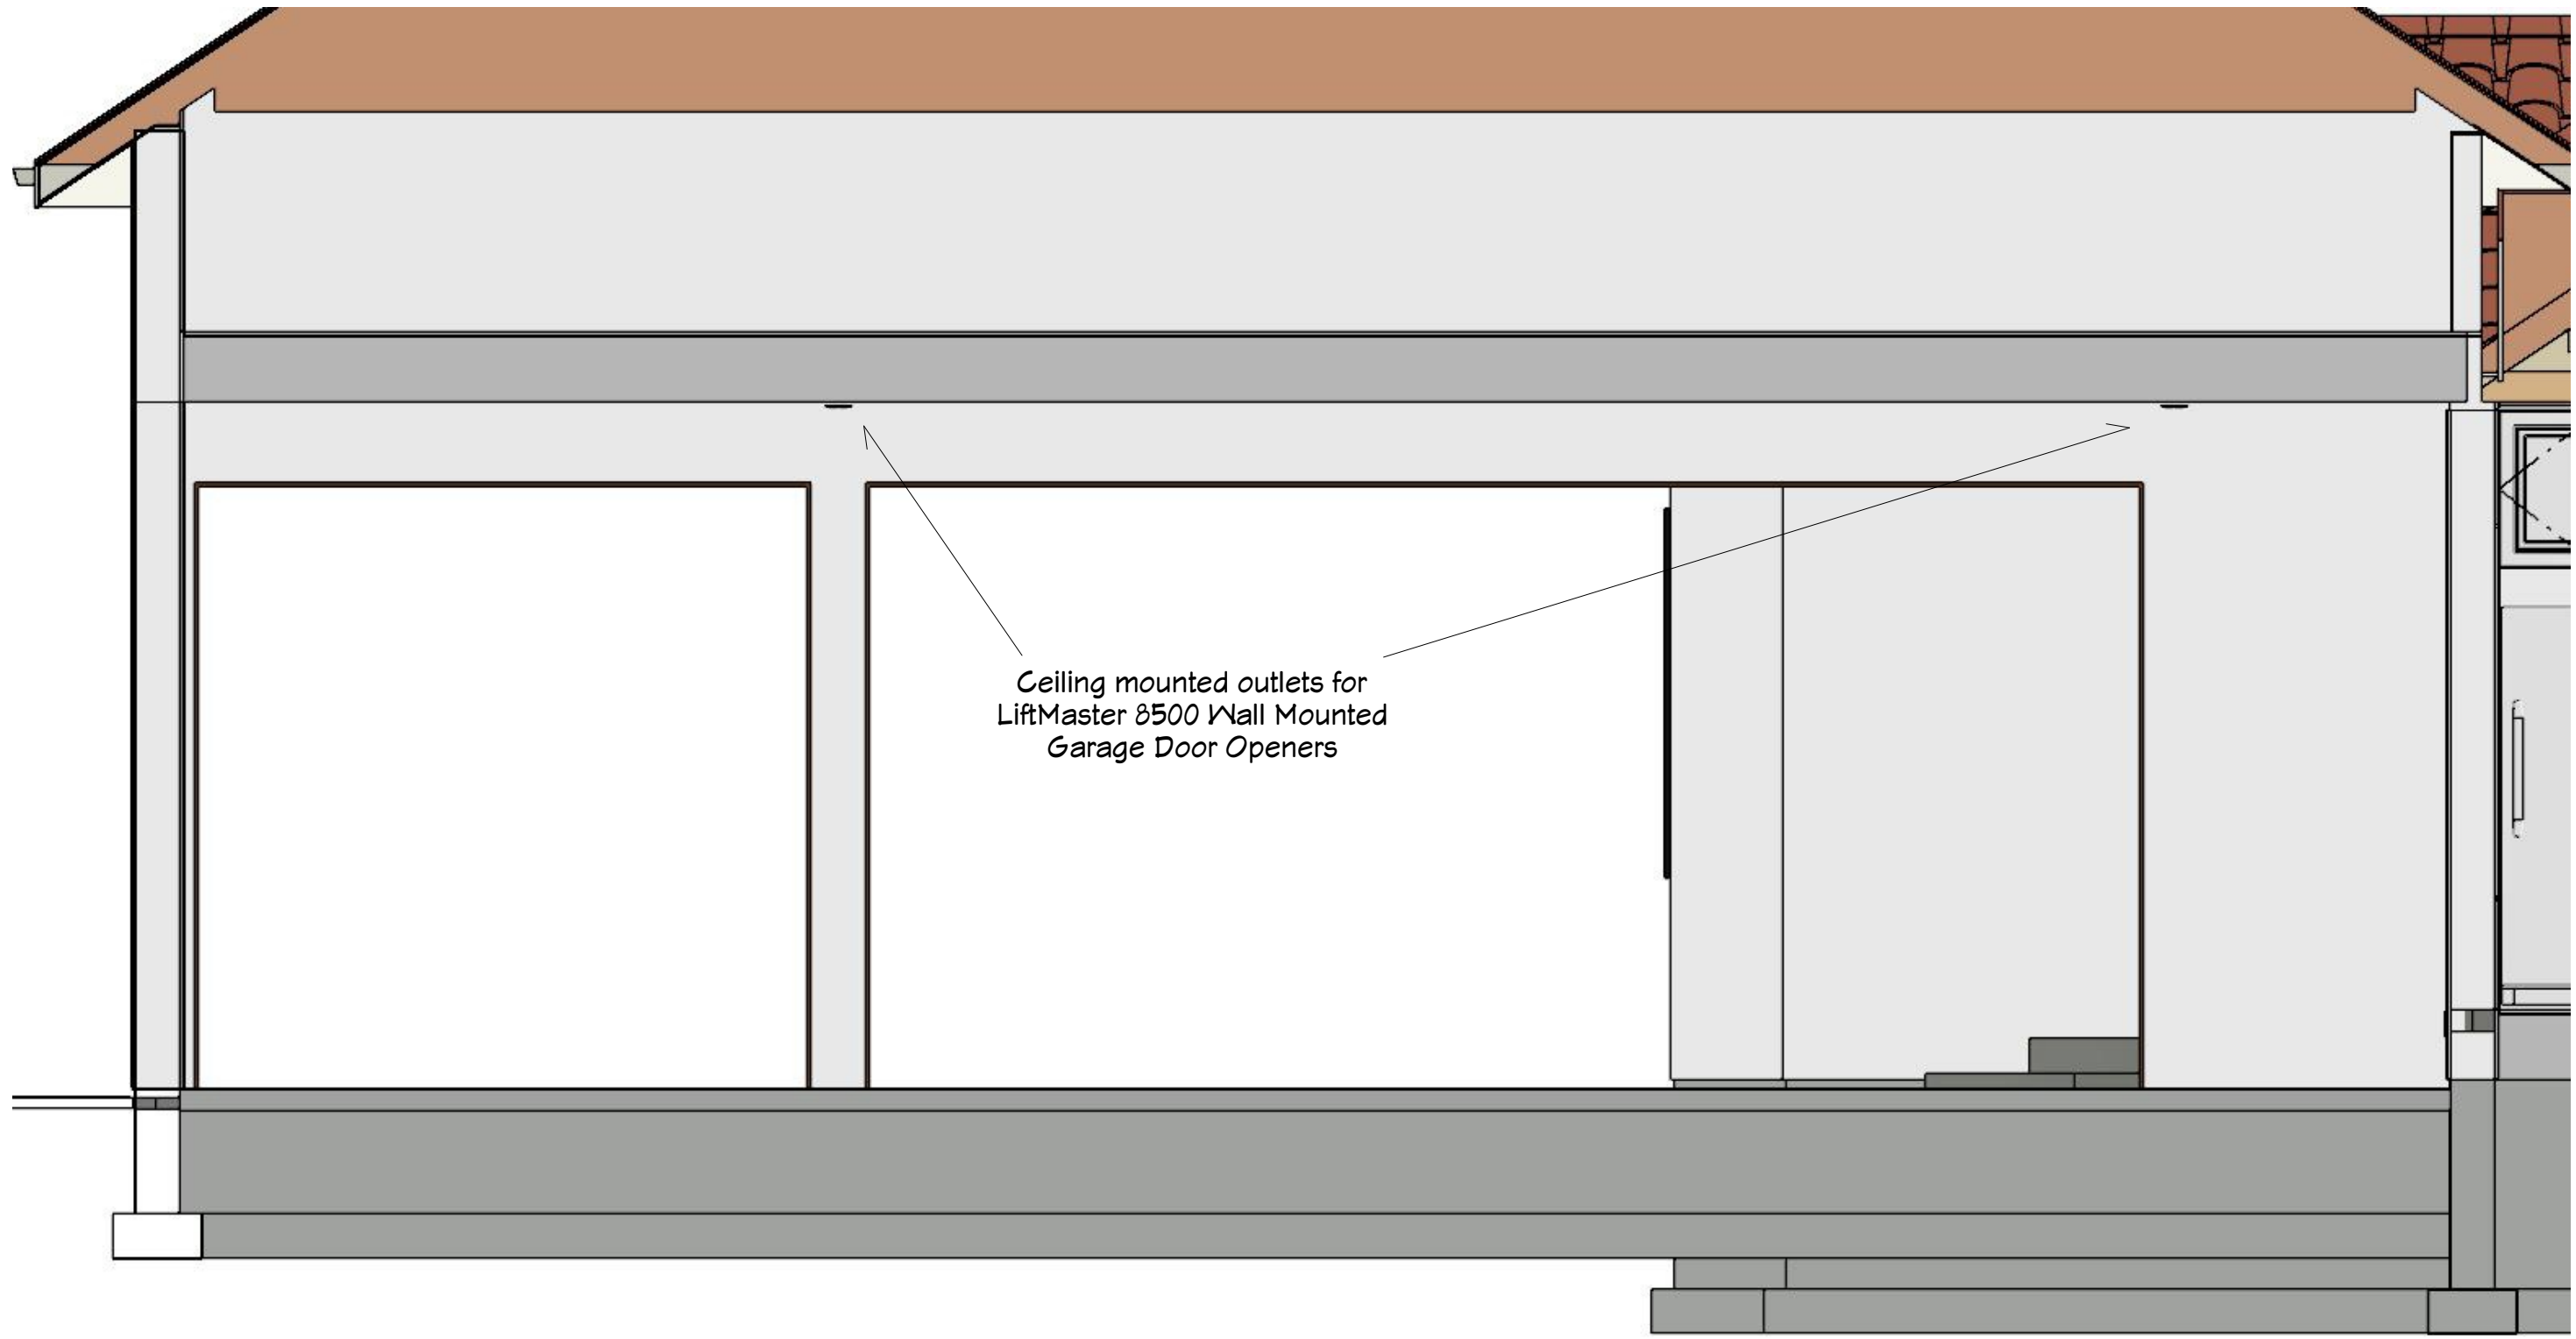 Ceiling mounted outlets for
LiftMaster 8500 Wall Mounted
Garage Door Openers